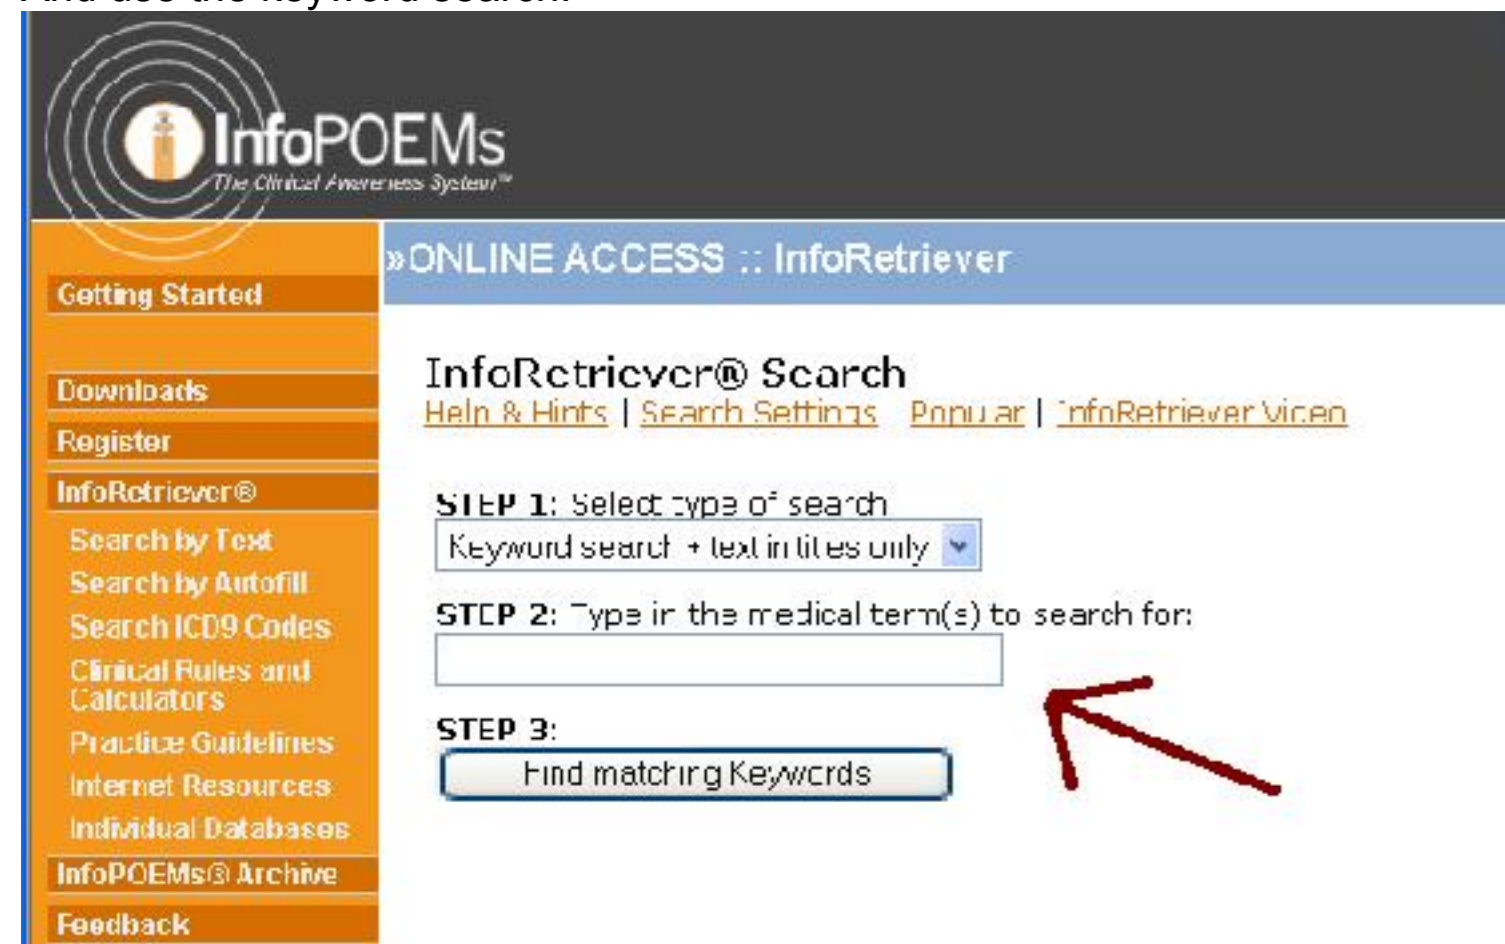 And use the keyword search.
InfoPOEMs
The Clinical Awareness System™
»ONLINE ACCESS :: InfoRetriever
Getting Started
Downloads
Register
InfoRetriever®
Search by Text
Search by Autofill
Search ICD9 Codes
Clinical Rules and
Calculators
Practice Guidelines
Internet Resources
Individual Databases
InfoPOEMs® Archive
Feedback
InfoRetriever® Search
Help & Hints | Search Settings Popular | InfoRetriever Video
STEP 1: Select type of search
Keyword search + text in titles only
STEP 2: Type in the medical term(s) to search for:
STEP 3:
Find matching Keywords